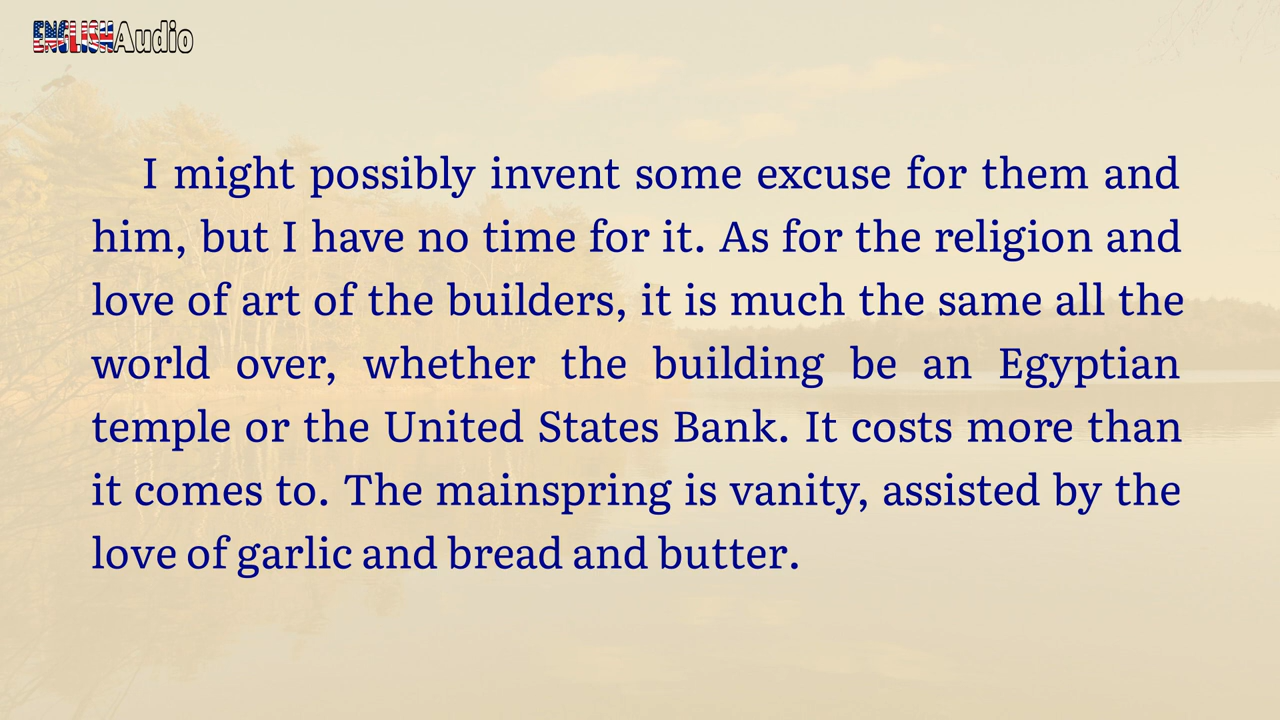 ENGLISHAudio
I might possibly invent some excuse for them and
him, but I have no time for it. As for the religion and
love of art of the builders, it is much the same all the
world over, whether the building be an Egyptian
temple or the United States Bank. It costs more than
it comes to. The mainspring is vanity, assisted by the
love of garlic and bread and butter.